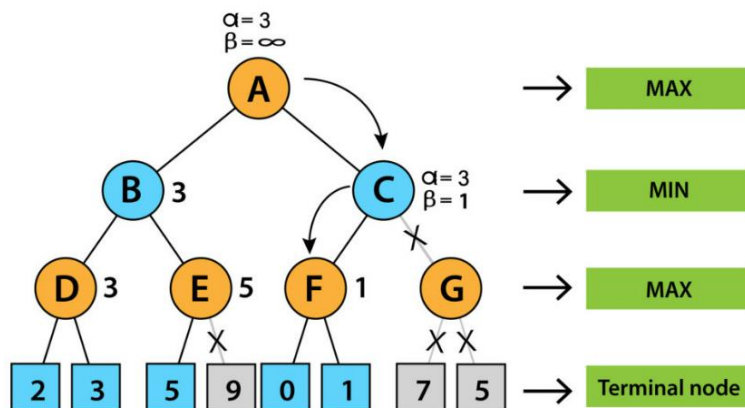 α = 3
β = ∞
A
MAX
B
3
C
α = 3
β = 1
MIN
X
D
3
E
5
F
1
G
MAX
X
X
X
2
3
5
9
0
1
7
5
Terminal node